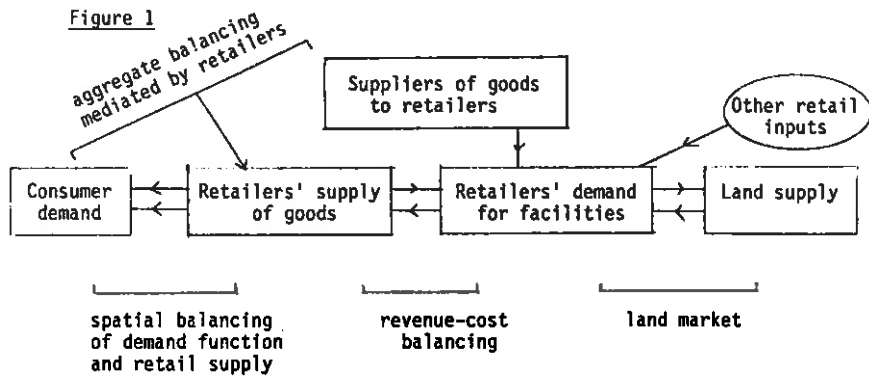 Figure 1
aggregate balancing
mediated by retailers
Suppliers of goods
to retailers
Other retail
inputs
Consumer
demand
Retailers' supply
of goods
Retailers' demand
for facilities
Land supply
spatial balancing
of demand function
and retail supply
revenue-cost
balancing
land market